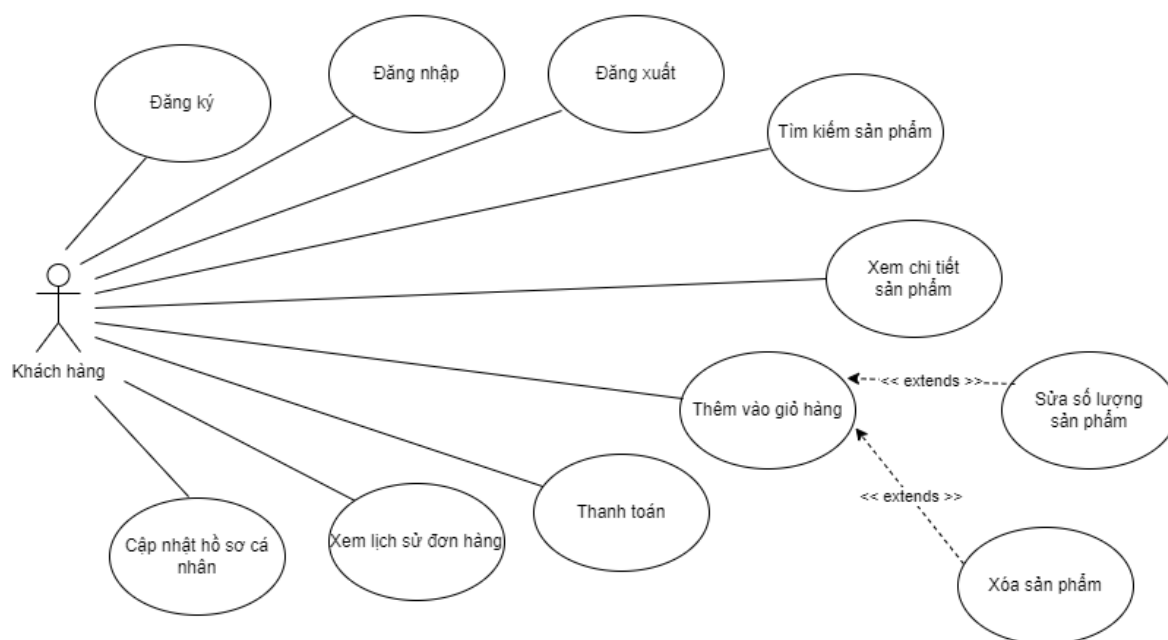 Đăng ký
Đăng nhập
Đăng xuất
Tìm kiếm sản phẩm
Xem chi tiết
sản phẩm
Khách hàng
Thêm vào giỏ hàng
<< extends >>
Sửa số lượng
sản phẩm
<< extends >>
Thanh toán
Xem lịch sử đơn hàng
Cập nhật hồ sơ cá
nhân
Xóa sản phẩm